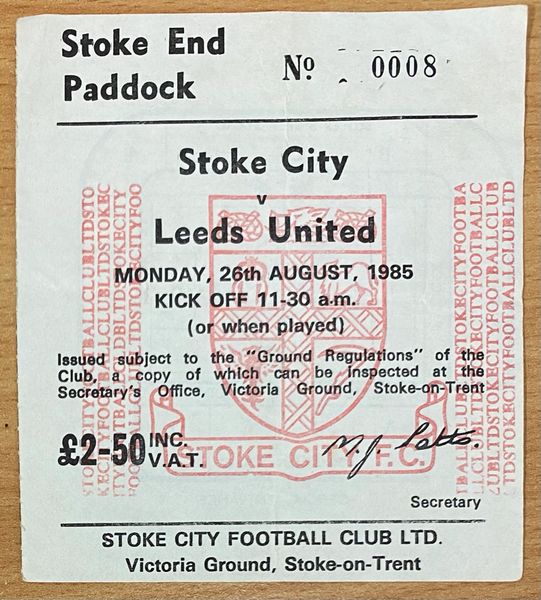 Stoke End
Paddock
Nº 0008
Stoke City
v
Leeds United
MONDAY, 26th AUGUST, 1985
KICK OFF 11-30 a.m.
(or when played)
Issued subject to the "Ground Regulations" of the
Club, a copy of which can be inspected at the
Secretary's Office, Victoria Ground, Stoke-on-Trent
£2-50 INC.
V.A.T.
STOKE CITY F.C.
Secretary
STOKE CITY FOOTBALL CLUB LTD.
Victoria Ground, Stoke-on-Trent